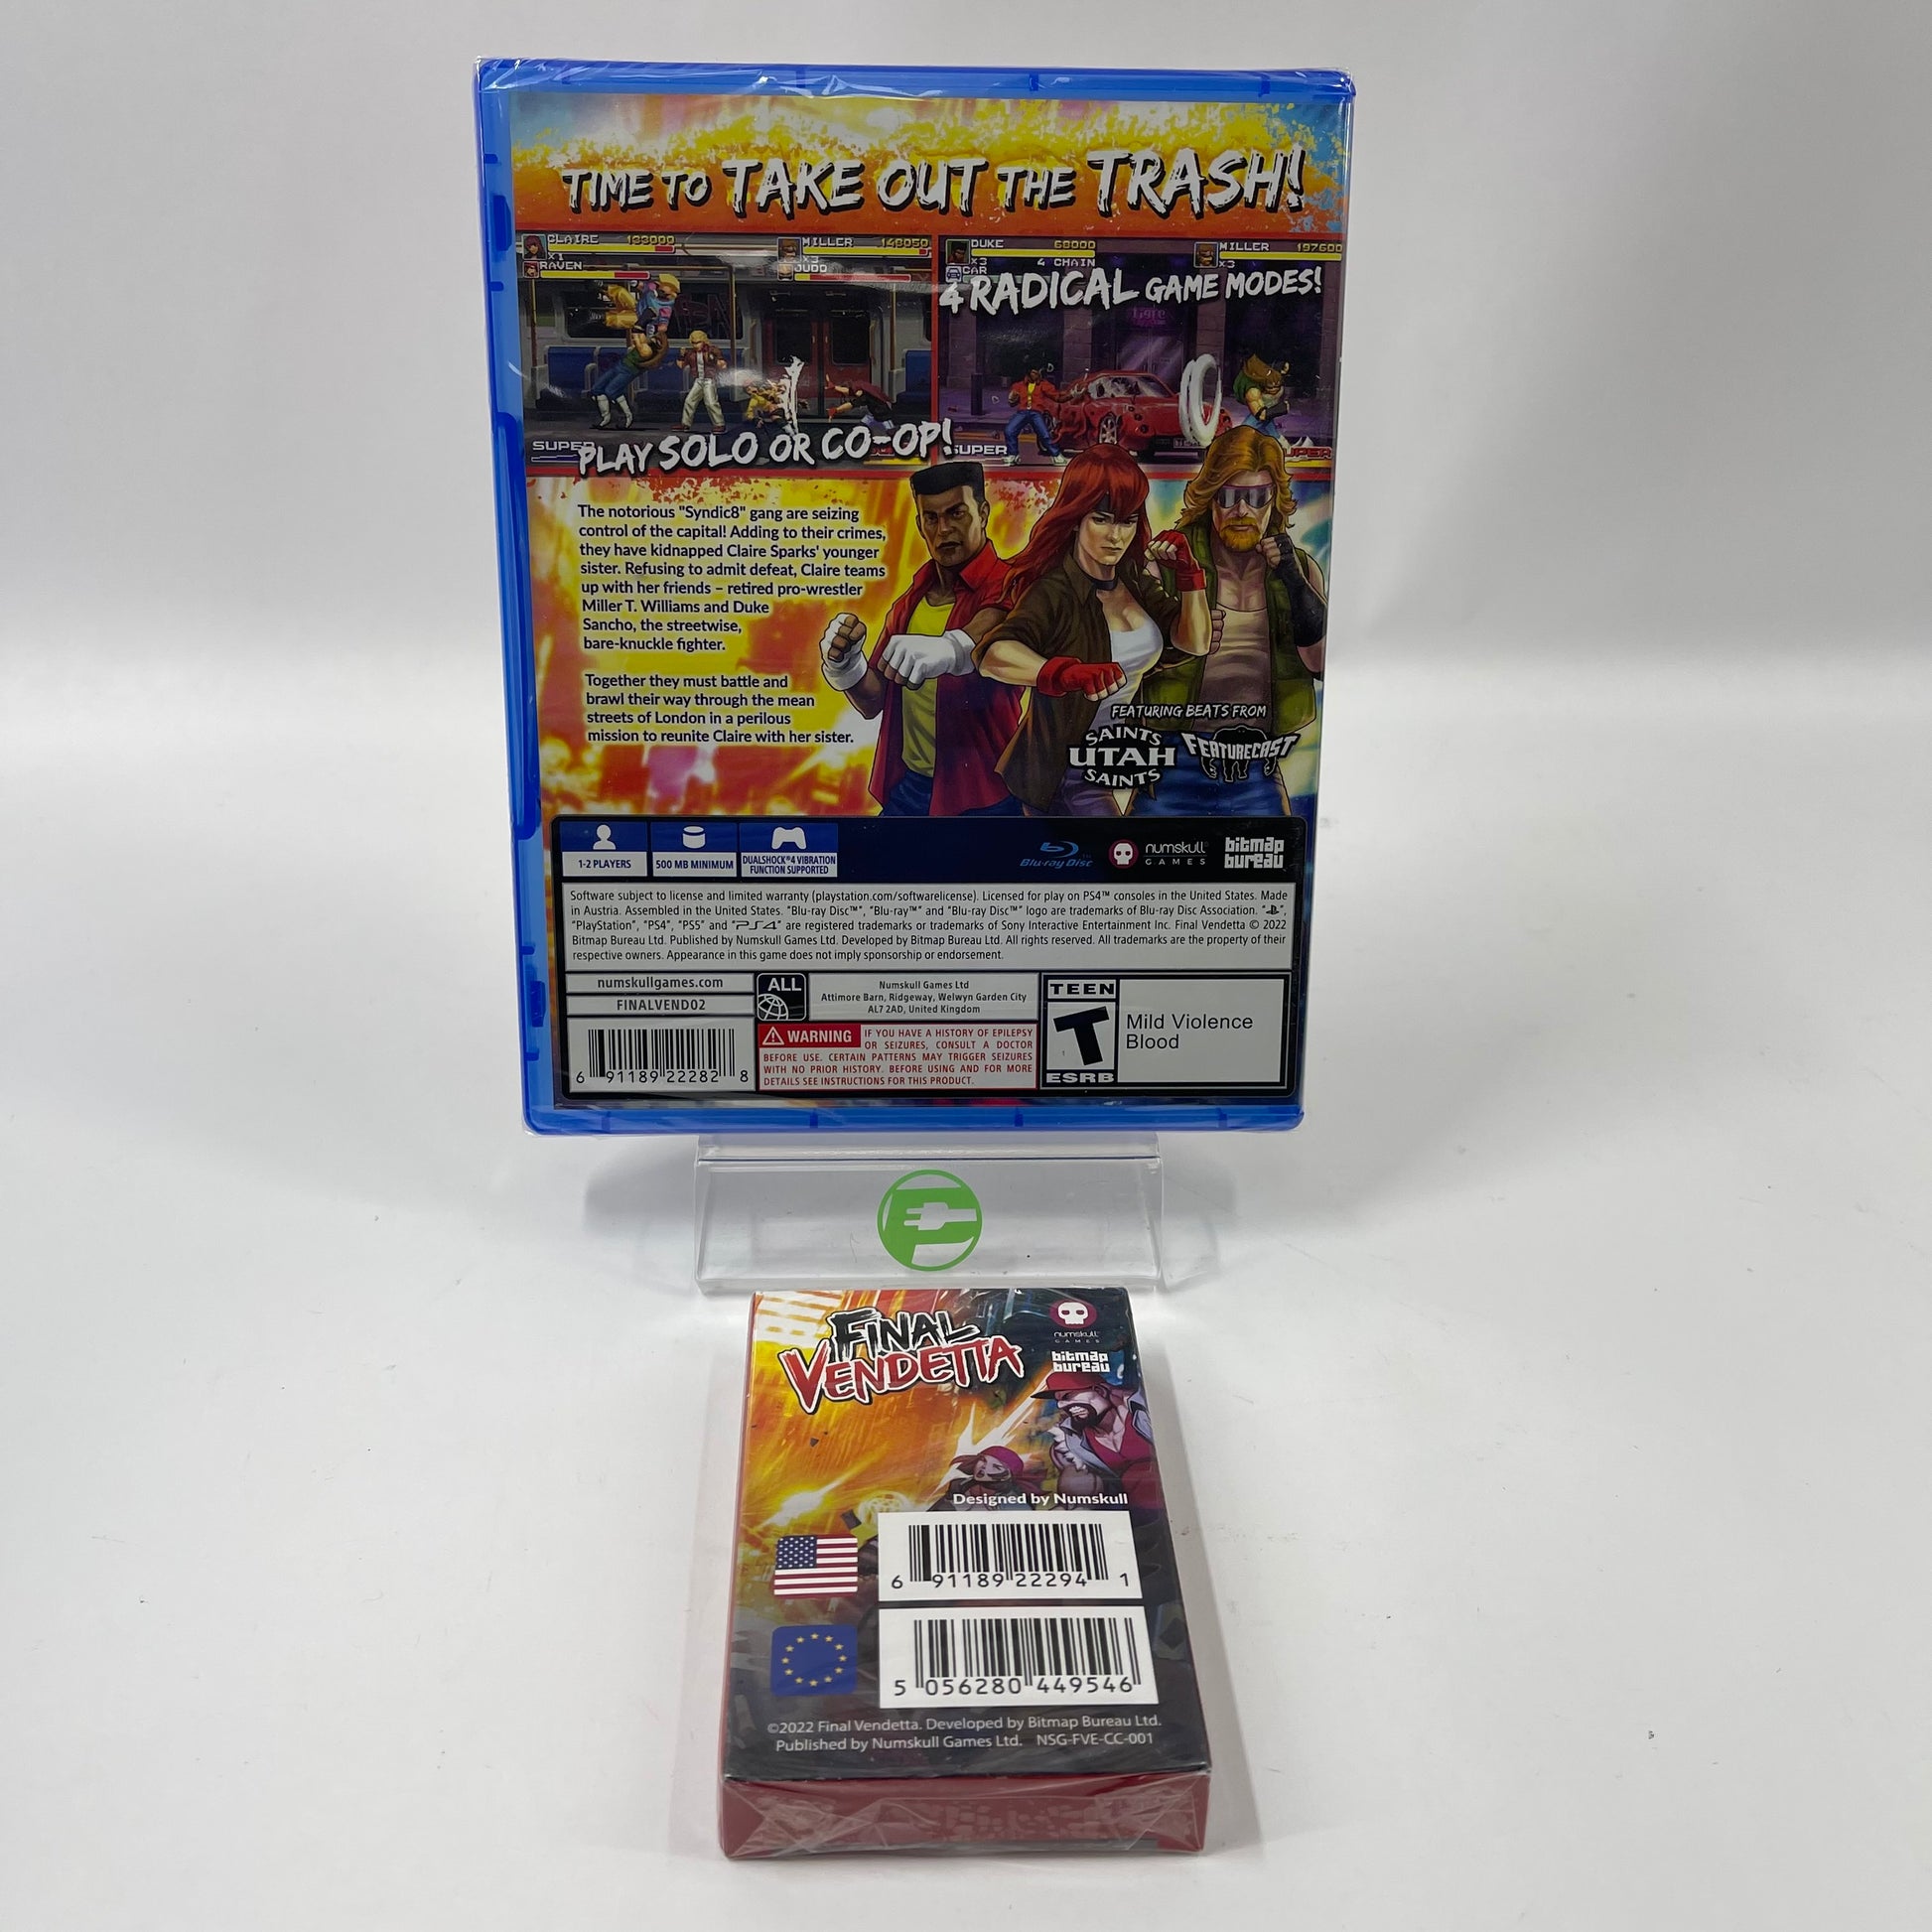 TIME TO TAKE OUT THE TRASH!
CLAIRE 133000
x1
RAVEN
MILLER 148050
x3
JUDO
DUKE 68000
x3 4 CHAIN
CAR
MILLER 197600
x3
4 RADICAL GAME MODES!
SUPER
PLAY SOLO OR CO-OP!
SUPER
The notorious "Syndic8" gang are seizing
control of the capital! Adding to their crimes,
they have kidnapped Claire Sparks' younger
sister. Refusing to admit defeat, Claire teams
up with her friends – retired pro-wrestler
Miller T. Williams and Duke
Sancho, the streetwise,
bare-knuckle fighter.
Together they must battle and
brawl their way through the mean
streets of London in a perilous
mission to reunite Claire with her sister.
FEATURING BEATS FROM
SAINTS
UTAH
SAINTS
FEATURECAST
1-2 PLAYERS
500 MB MINIMUM
DUALSHOCK®4 VIBRATION
FUNCTION SUPPORTED
Blu-ray Disc™
numskull
GAMES
bitmap
bureau
Software subject to license and limited warranty (playstation.com/softwarelicense). Licensed for play on PS4™ consoles in the United States. Made
in Austria. Assembled in the United States. "Blu-ray Disc™", "Blu-ray™" and "Blu-ray Disc™" logo are trademarks of Blu-ray Disc Association. "",
"PlayStation", "PS4", "PS5" and "PS4" are registered trademarks or trademarks of Sony Interactive Entertainment Inc. Final Vendetta © 2022
Bitmap Bureau Ltd. Published by Numskull Games Ltd. Developed by Bitmap Bureau Ltd. All rights reserved. All trademarks are the property of their
respective owners. Appearance in this game does not imply sponsorship or endorsement.
numskullgames.com
FINALVEND02
ALL
Numskull Games Ltd
Attimore Barn, Ridgeway, Welwyn Garden City
AL7 2AD, United Kingdom
WARNING IF YOU HAVE A HISTORY OF EPILEPSY
OR SEIZURES, CONSULT A DOCTOR
BEFORE USE. CERTAIN PATTERNS MAY TRIGGER SEIZURES
WITH NO PRIOR HISTORY. BEFORE USING AND FOR MORE
DETAILS SEE INSTRUCTIONS FOR THIS PRODUCT.
TEEN
T
ESRB
Mild Violence
Blood
6 91189 22282 8
FINAL
VENDETTA
numskull
GAMES
bitmap
bureau
Designed by Numskull
6 91189 22294 1
5 056280 449546
©2022 Final Vendetta. Developed by Bitmap Bureau Ltd.
Published by Numskull Games Ltd. NSG-FVE-CC-001